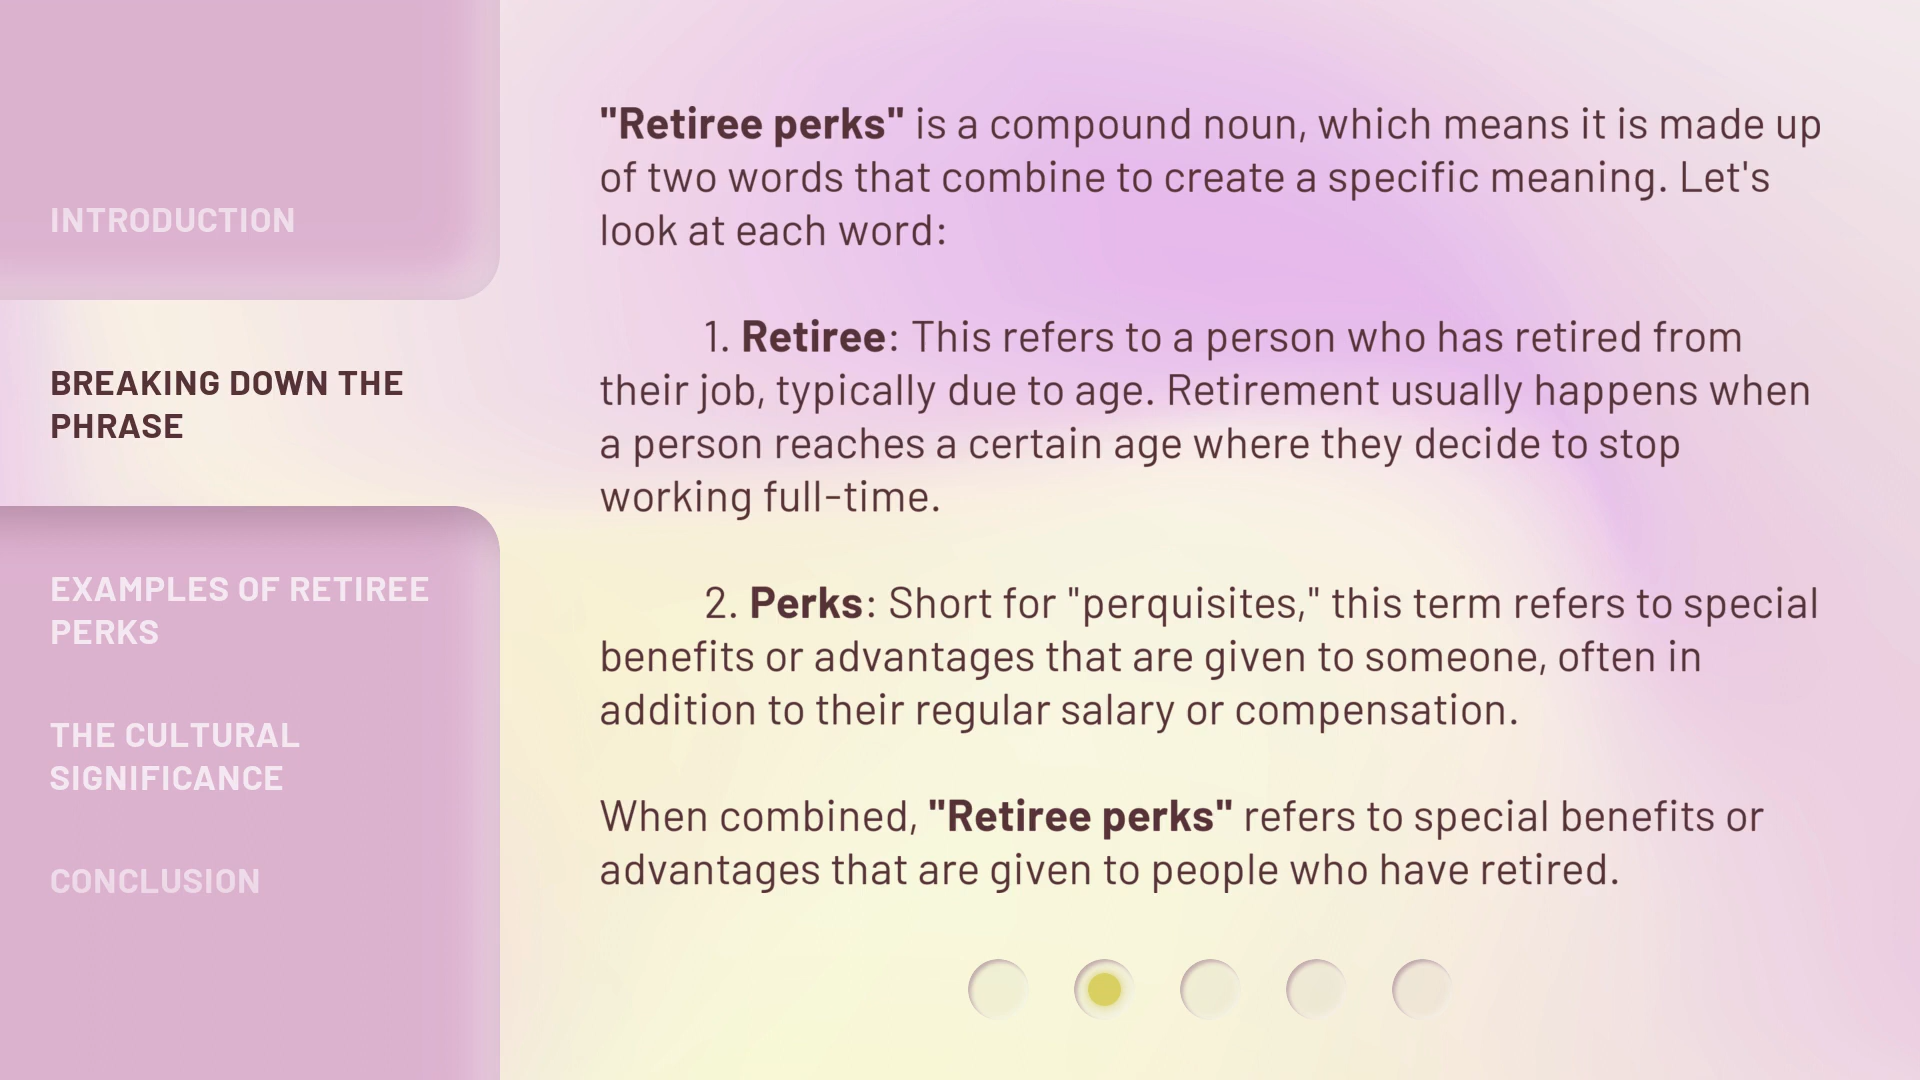 INTRODUCTION
BREAKING DOWN THE
PHRASE
EXAMPLES OF RETIREE
PERKS
THE CULTURAL
SIGNIFICANCE
CONCLUSION
"Retiree perks" is a compound noun, which means it is made up
of two words that combine to create a specific meaning. Let's
look at each word:
1. Retiree: This refers to a person who has retired from
their job, typically due to age. Retirement usually happens when
a person reaches a certain age where they decide to stop
working full-time.
2. Perks: Short for "perquisites," this term refers to special
benefits or advantages that are given to someone, often in
addition to their regular salary or compensation.
When combined, "Retiree perks" refers to special benefits or
advantages that are given to people who have retired.